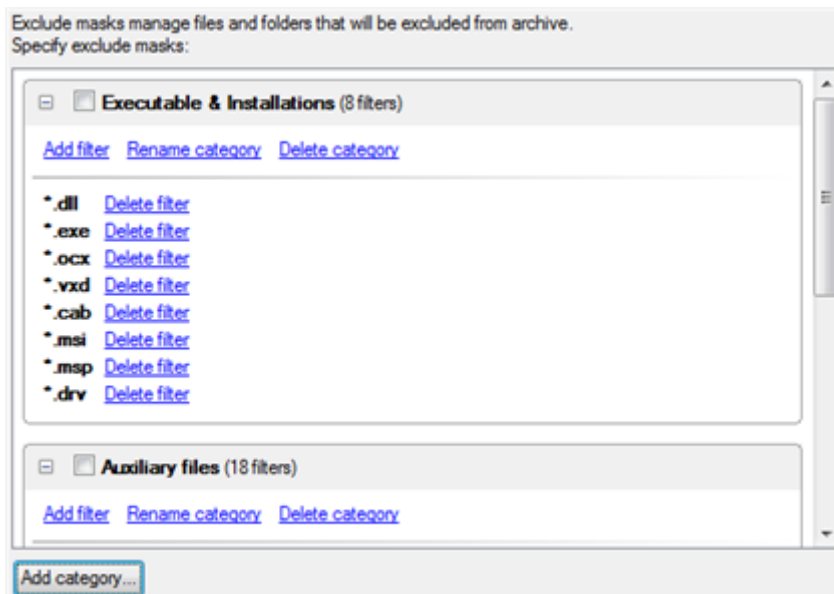 Exclude masks manage files and folders that will be excluded from archive.
Specify exclude masks:
Executable & Installations (8 filters)
Add filter Rename category Delete category
*.dll Delete filter
*.exe Delete filter
*.ocx Delete filter
*.vxd Delete filter
*.cab Delete filter
*.msi Delete filter
*.msp Delete filter
*.drv Delete filter
Auxiliary files (18 filters)
Add filter Rename category Delete category
Add category...